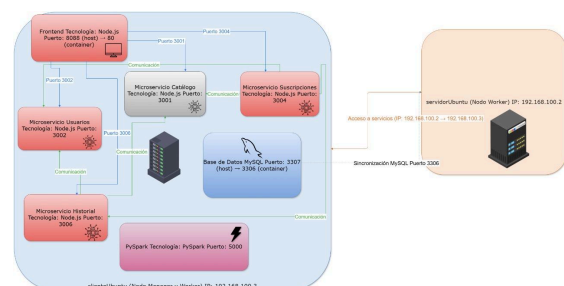 Frontend Tecnología: Node.js
Puerto: 8088 (host) → 80
(container)
Puerto 3004
Puerto 3001
Comunicación
Comunicación
Puerto 3002
Microservicio Catálogo
Tecnología: Node.js Puerto:
3001
Comunicación
Microservicio Suscripciones
Tecnología: Node.js Puerto:
3004
Microservicio Usuarios
Tecnología: Node.js Puerto:
3002
Puerto 3006
Comunicación
Comunicación
Base de Datos MySQL Puerto: 3307
(host) → 3306 (container)
Microservicio Historial
Tecnología: Node.js Puerto:
3006
Comunicación
PySpark Tecnología: PySpark Puerto: 5000
servidorUbuntu (Nodo Worker) IP: 192.168.100.2
Acceso a servicios (IP: 192.168.100.2 → 192.168.100.3)
Sincronización MySQL Puerto 3306